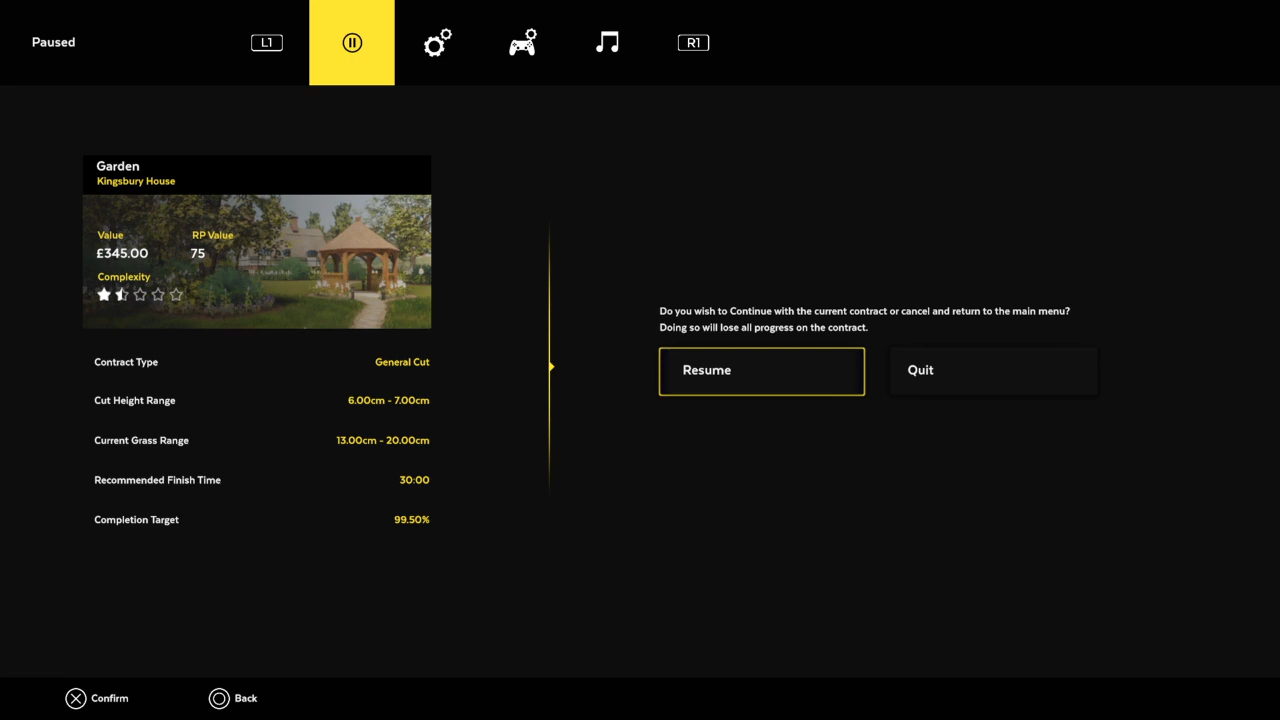 Paused
L1
R1
Garden
Kingsbury House
Value
RP Value
£345.00
75
Complexity
Contract Type
General Cut
Cut Height Range
6.00cm - 7.00cm
Current Grass Range
13.00cm - 20.00cm
Recommended Finish Time
30:00
Completion Target
99.50%
Do you wish to Continue with the current contract or cancel and return to the main menu?
Doing so will lose all progress on the contract.
Resume
Quit
Confirm
Back